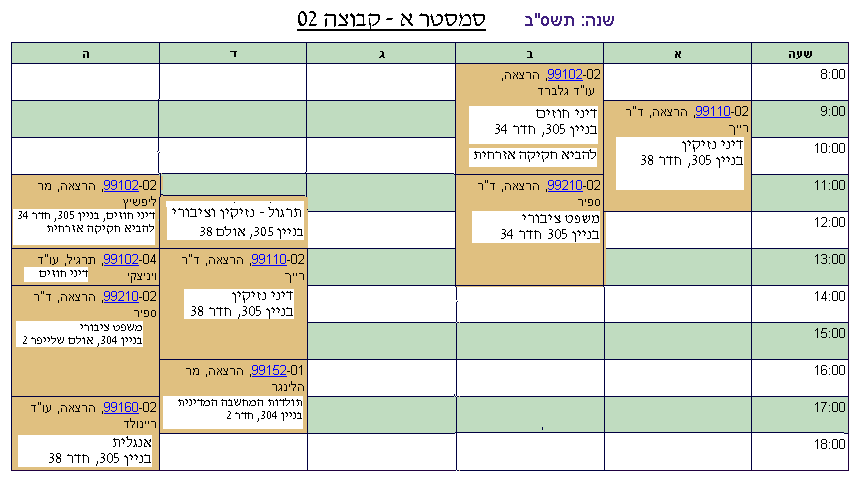 שנה: תשס"ב
סמסטר א - קבוצה 02
שעה א ב ג ד ה
8:00
9:00
10:00
11:00
12:00
13:00
14:00
15:00
16:00
17:00
18:00
99110-02, הרצאה, ד"ר
רייך
דיני נזיקין
בניין 305, חדר 38
99102-02, הרצאה,
עו"ד גלברד
דיני חוזים
בניין 305, חדר 34
להביא חקיקה אזרחית
99210-02, הרצאה, ד"ר
ספיר
משפט ציבורי
בניין 305 חדר 34
תרגול - נזיקין וציבורי
בניין 305, אולם 38
99110-02, הרצאה, ד"ר
רייך
דיני נזיקין
בניין 305, חדר 38
99152-01, הרצאה, מר
הלינגר
תולדות המחשבה המדינית
בניין 304, חדר 2
99102-02, הרצאה, מר
ליפשיץ
דיני חוזים, בניין 305, חדר 34
להביא חקיקה אזרחית
99102-04, תרגיל, עו"ד
ויניצקי
דיני חוזים
99210-02, הרצאה, ד"ר
ספיר
משפט ציבורי
בניין 304, אולם שלייפר 2
99160-02, הרצאה, עו"ד
ריינולד
אנגלית
בניין 305, חדר 38